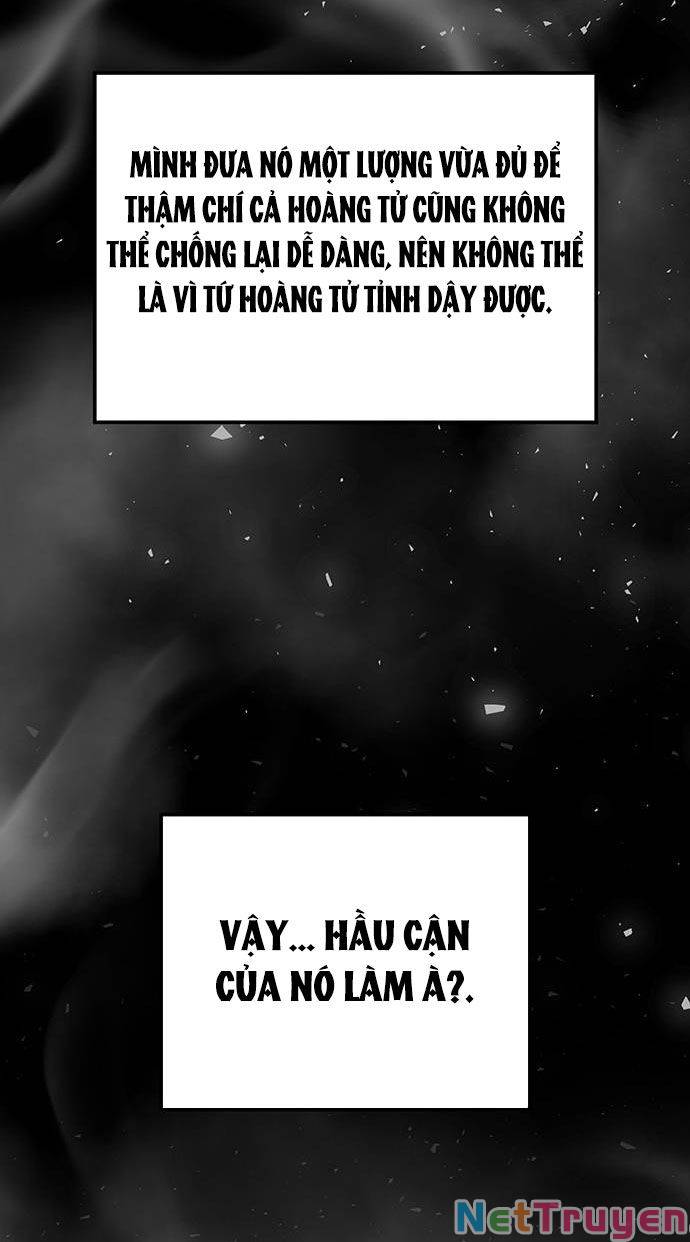 MÌNH ĐƯA NÓ MỘT LƯỢNG VỪA ĐỦ ĐỂ
THẬM CHÍ CẢ HOÀNG TỬ CŨNG KHÔNG
THỂ CHỐNG LẠI DỄ DÀNG, NÊN KHÔNG THỂ
LÀ VÌ TỨ HOÀNG TỬ TỈNH DẬY ĐƯỢC.
VẬY... HẦU CẬN
CỦA NÓ LÀM À?.
NetTruyen